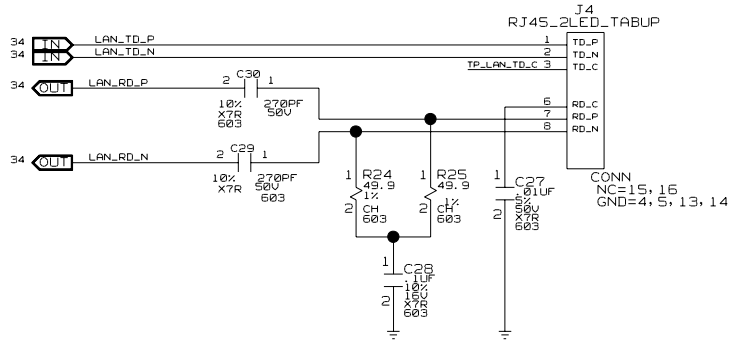 J4
RJ45_2LED_TABUP
34 IN LAN_TD_P 1 TD_P
34 IN LAN_TD_N 2 TD_N
TP_LAN_TD_C 3 TD_C
34 OUT LAN_RD_P 2 C30 1
10% 270PF
X7R 50V
603
6 RD_C
7 RD_P
8 RD_N
34 OUT LAN_RD_N 2 C29 1
10% 270PF
X7R 50V
603
1 R24
49.9
1%
2 CH
603
1 R25
49.9
1%
2 CH
603
1 C27
.01UF
5%
2 50V
X7R
603
CONN
NC=15,16
GND=4,5,13,14
1 C28
.1UF
10%
2 16V
X7R
603